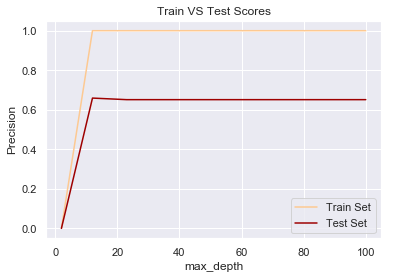 Train VS Test Scores
1.0
0.8
0.6
0.4
0.2
0.0
Precision
0 20 40 60 80 100
max_depth
Train Set
Test Set